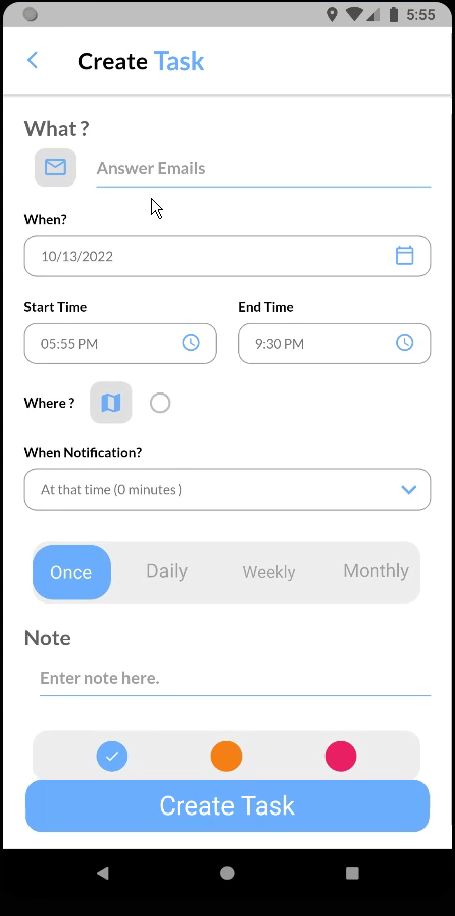 5:55
Create Task
What ?
Answer Emails
When?
10/13/2022
Start Time End Time
05:55 PM 9:30 PM
Where ?
When Notification?
At that time (0 minutes )
Once Daily Weekly Monthly
Note
Enter note here.
Create Task